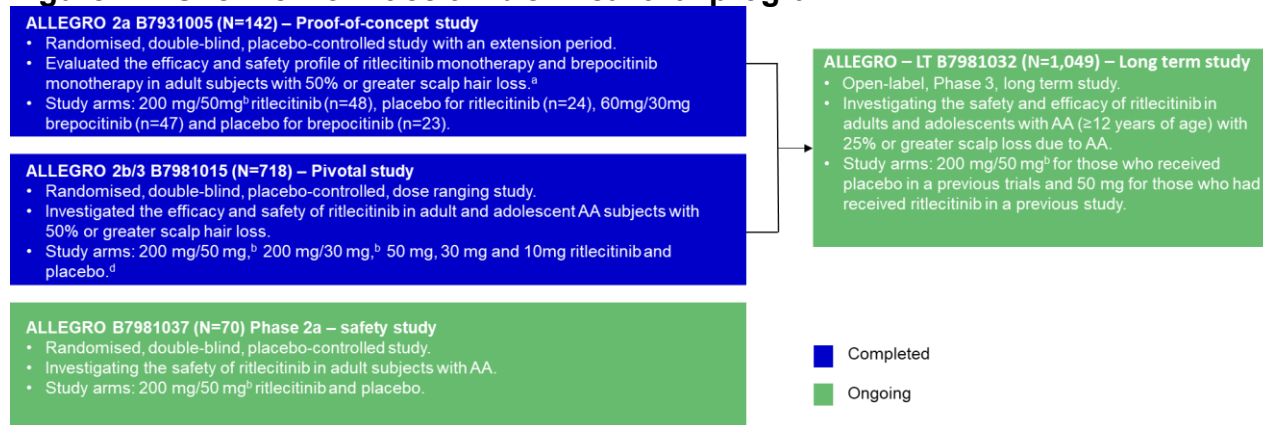 ALLEGRO 2a B7931005 (N=142) – Proof-of-concept study
• Randomised, double-blind, placebo-controlled study with an extension period.
• Evaluated the efficacy and safety profile of ritlecitinib monotherapy and brepocitinib
monotherapy in adult subjects with 50% or greater scalp hair loss.ᵃ
• Study arms: 200 mg/50mgᵇ ritlecitinib (n=48), placebo for ritlecitinib (n=24), 60mg/30mg
brepocitinib (n=47) and placebo for brepocitinib (n=23).
ALLEGRO 2b/3 B7981015 (N=718) – Pivotal study
• Randomised, double-blind, placebo-controlled, dose ranging study.
• Investigated the efficacy and safety of ritlecitinib in adult and adolescent AA subjects with
50% or greater scalp hair loss.
• Study arms: 200 mg/50 mg,ᵇ 200 mg/30 mg,ᵇ 50 mg, 30 mg and 10mg ritlecitinib and
placebo.ᵈ
ALLEGRO B7981037 (N=70) Phase 2a – safety study
• Randomised, double-blind, placebo-controlled study.
• Investigating the safety of ritlecitinib in adult subjects with AA.
• Study arms: 200 mg/50 mgᵇ ritlecitinib and placebo.
ALLEGRO – LT B7981032 (N=1,049) – Long term study
• Open-label, Phase 3, long term study.
• Investigating the safety and efficacy of ritlecitinib in
adults and adolescents with AA (≥12 years of age) with
25% or greater scalp loss due to AA.
• Study arms: 200 mg/50 mgᵇ for those who received
placebo in a previous trials and 50 mg for those who had
received ritlecitinib in a previous study.
Completed
Ongoing